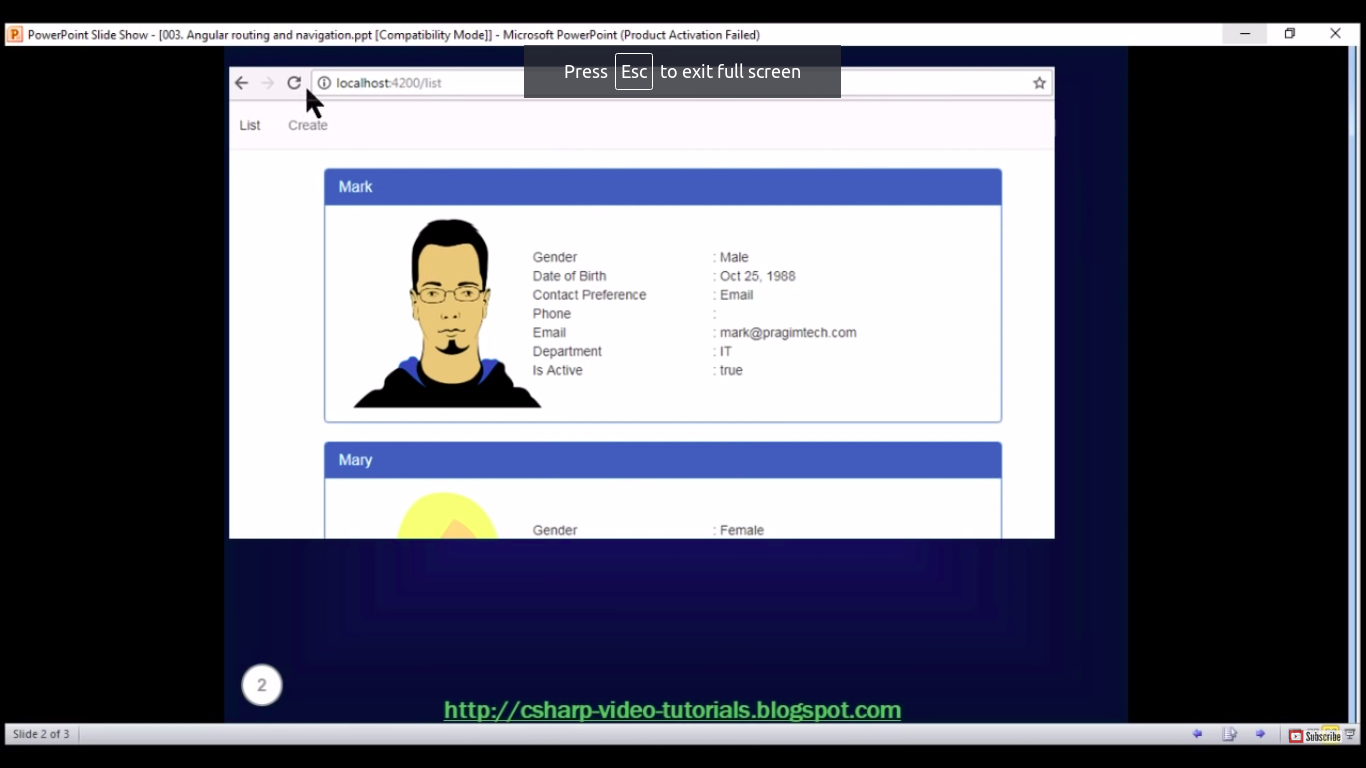 PowerPoint Slide Show - [003. Angular routing and navigation.ppt [Compatibility Mode]] - Microsoft PowerPoint (Product Activation Failed)
Press Esc to exit full screen
localhost:4200/list
List Create
Mark
Gender : Male
Date of Birth : Oct 25, 1988
Contact Preference : Email
Phone :
Email : mark@pragimtech.com
Department : IT
Is Active : true
Mary
Gender : Female
2
http://csharp-video-tutorials.blogspot.com
Slide 2 of 3
Subscribe